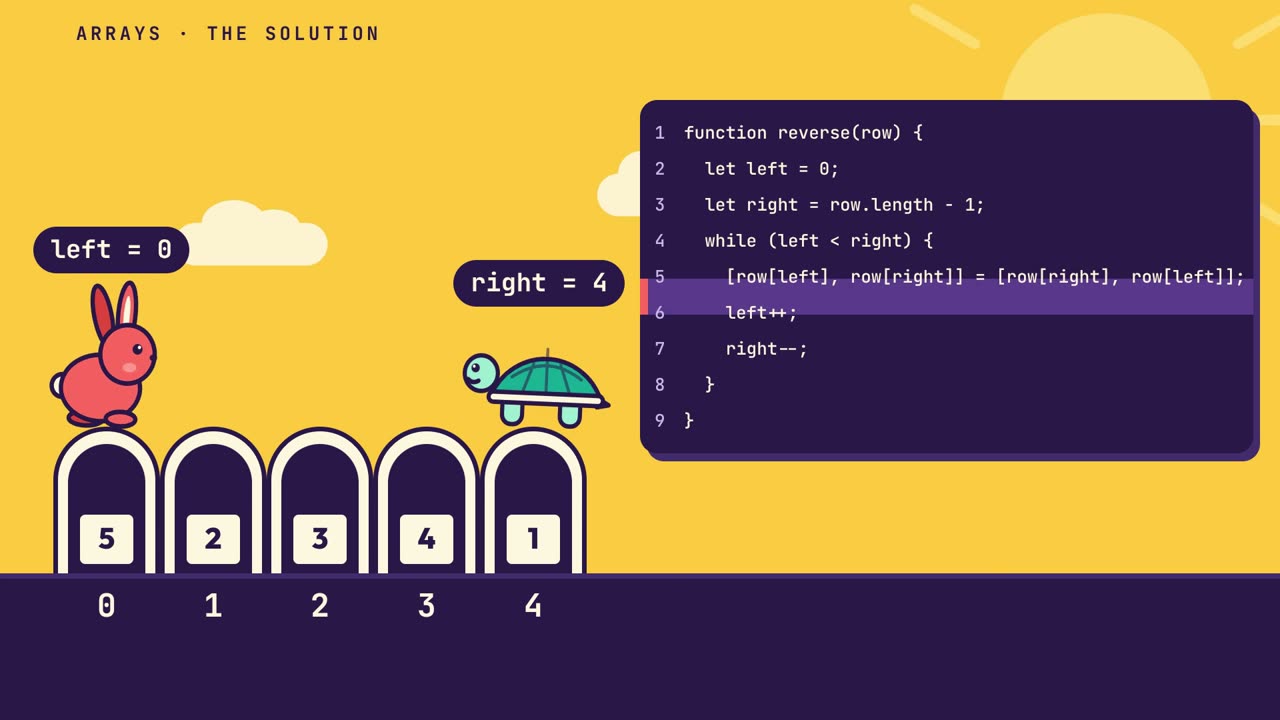 ARRAYS · THE SOLUTION
left = 0
right = 4
1 function reverse(row) {
2 let left = 0;
3 let right = row.length - 1;
4 while (left < right) {
5 [row[left], row[right]] = [row[right], row[left]];
6 left++;
7 right--;
8 }
9 }
5 2 3 4 1
0 1 2 3 4